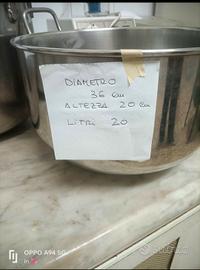 DIAMETRO
36 cm
ALTEZZA 20 cm
LITRI 20
OPPO A94 5G